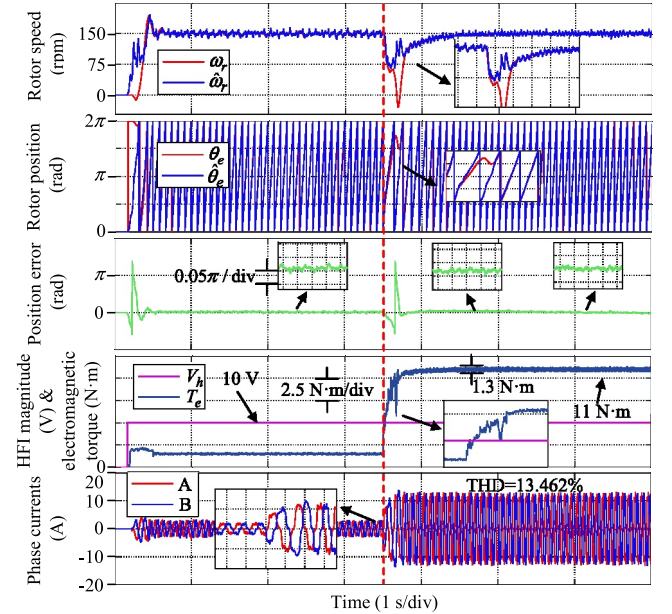 Rotor speed
(rpm)
150
75
0
ω_r
ω̂_r
Rotor position
(rad)
2π
π
0
θ_e
θ̂_e
Position error
(rad)
π
0
0.05π / div
HFI magnitude
(V) &
electromagnetic
torque (N·m)
0
V_h
T_e
10 V
2.5 N·m/div
1.3 N·m
11 N·m
Phase currents
(A)
20
10
0
-10
-20
A
B
THD=13.462%
Time (1 s/div)